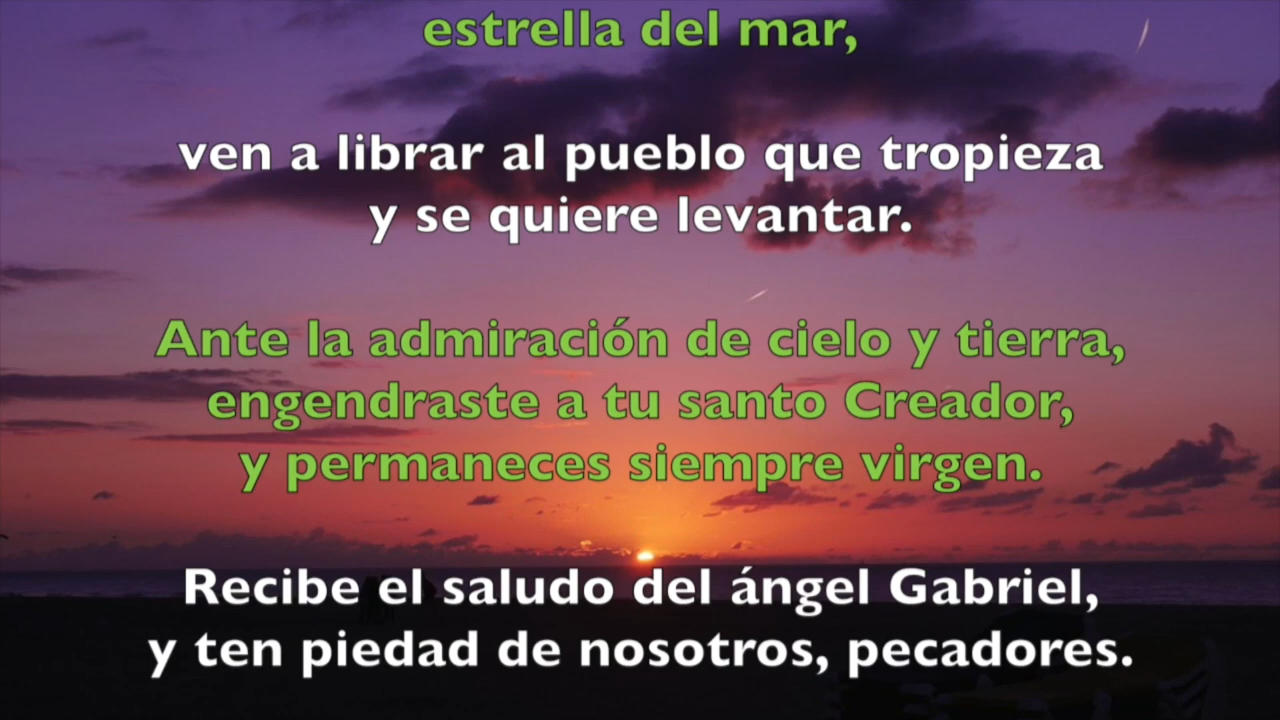 estrella del mar,
ven a librar al pueblo que tropieza
y se quiere levantar.
Ante la admiración de cielo y tierra,
engendraste a tu santo Creador,
y permaneces siempre virgen.
Recibe el saludo del ángel Gabriel,
y ten piedad de nosotros, pecadores.